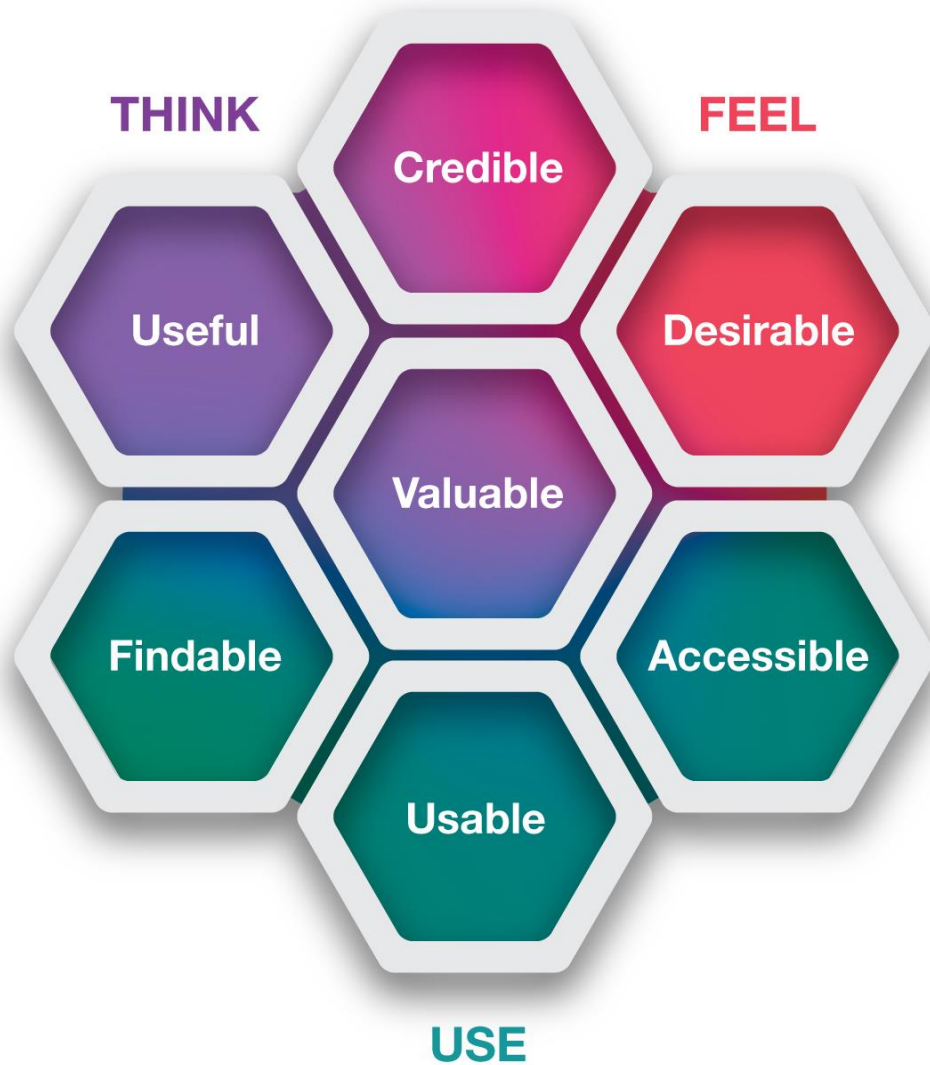 THINK
FEEL
Credible
Useful
Desirable
Valuable
Findable
Accessible
Usable
USE